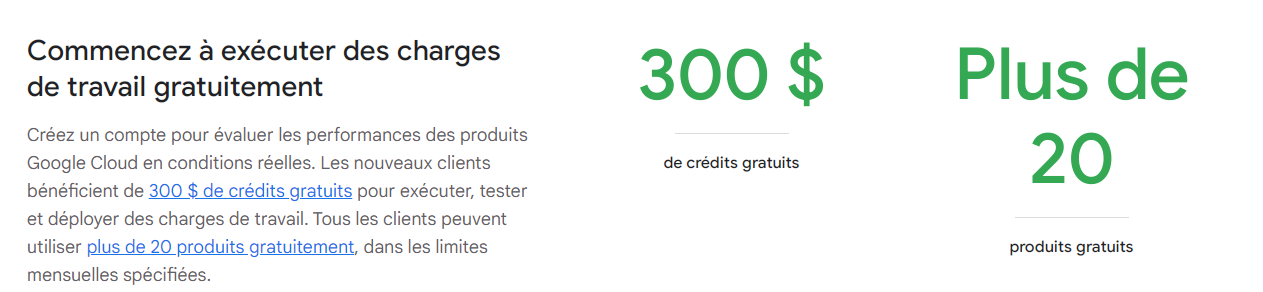 Commencez à exécuter des charges
de travail gratuitement
Créez un compte pour évaluer les performances des produits
Google Cloud en conditions réelles. Les nouveaux clients
bénéficient de 300 $ de crédits gratuits pour exécuter, tester
et déployer des charges de travail. Tous les clients peuvent
utiliser plus de 20 produits gratuitement, dans les limites
mensuelles spécifiées.
300 $
de crédits gratuits
Plus de
20
produits gratuits